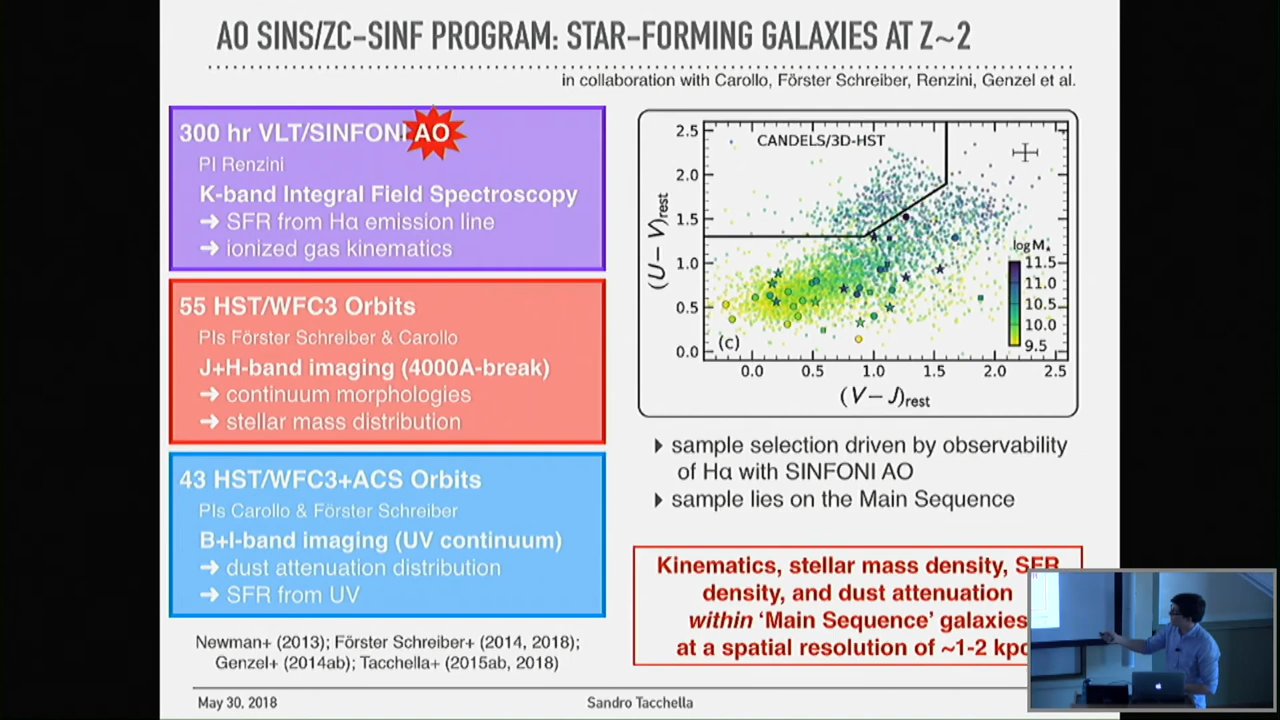 AO SINS/ZC-SINF PROGRAM: STAR-FORMING GALAXIES AT Z~2
in collaboration with Carollo, Förster Schreiber, Renzini, Genzel et al.
300 hr VLT/SINFONI AO
PI Renzini
K-band Integral Field Spectroscopy
➔ SFR from Hα emission line
➔ ionized gas kinematics
55 HST/WFC3 Orbits
PIs Förster Schreiber & Carollo
J+H-band imaging (4000A-break)
➔ continuum morphologies
➔ stellar mass distribution
43 HST/WFC3+ACS Orbits
PIs Carollo & Förster Schreiber
B+I-band imaging (UV continuum)
➔ dust attenuation distribution
➔ SFR from UV
Newman+ (2013); Förster Schreiber+ (2014, 2018);
Genzel+ (2014ab); Tacchella+ (2015ab, 2018)
CANDELS/3D-HST
2.5
2.0
1.5
1.0
0.5
0.0
(U − V)rest
(c)
log M*
11.5
11.0
10.5
10.0
9.5
0.0 0.5 1.0 1.5 2.0 2.5
(V − J)rest
sample selection driven by observability
of Hα with SINFONI AO
sample lies on the Main Sequence
Kinematics, stellar mass density, SFR
density, and dust attenuation
within 'Main Sequence' galaxies
at a spatial resolution of ~1-2 kpc
May 30, 2018
Sandro Tacchella